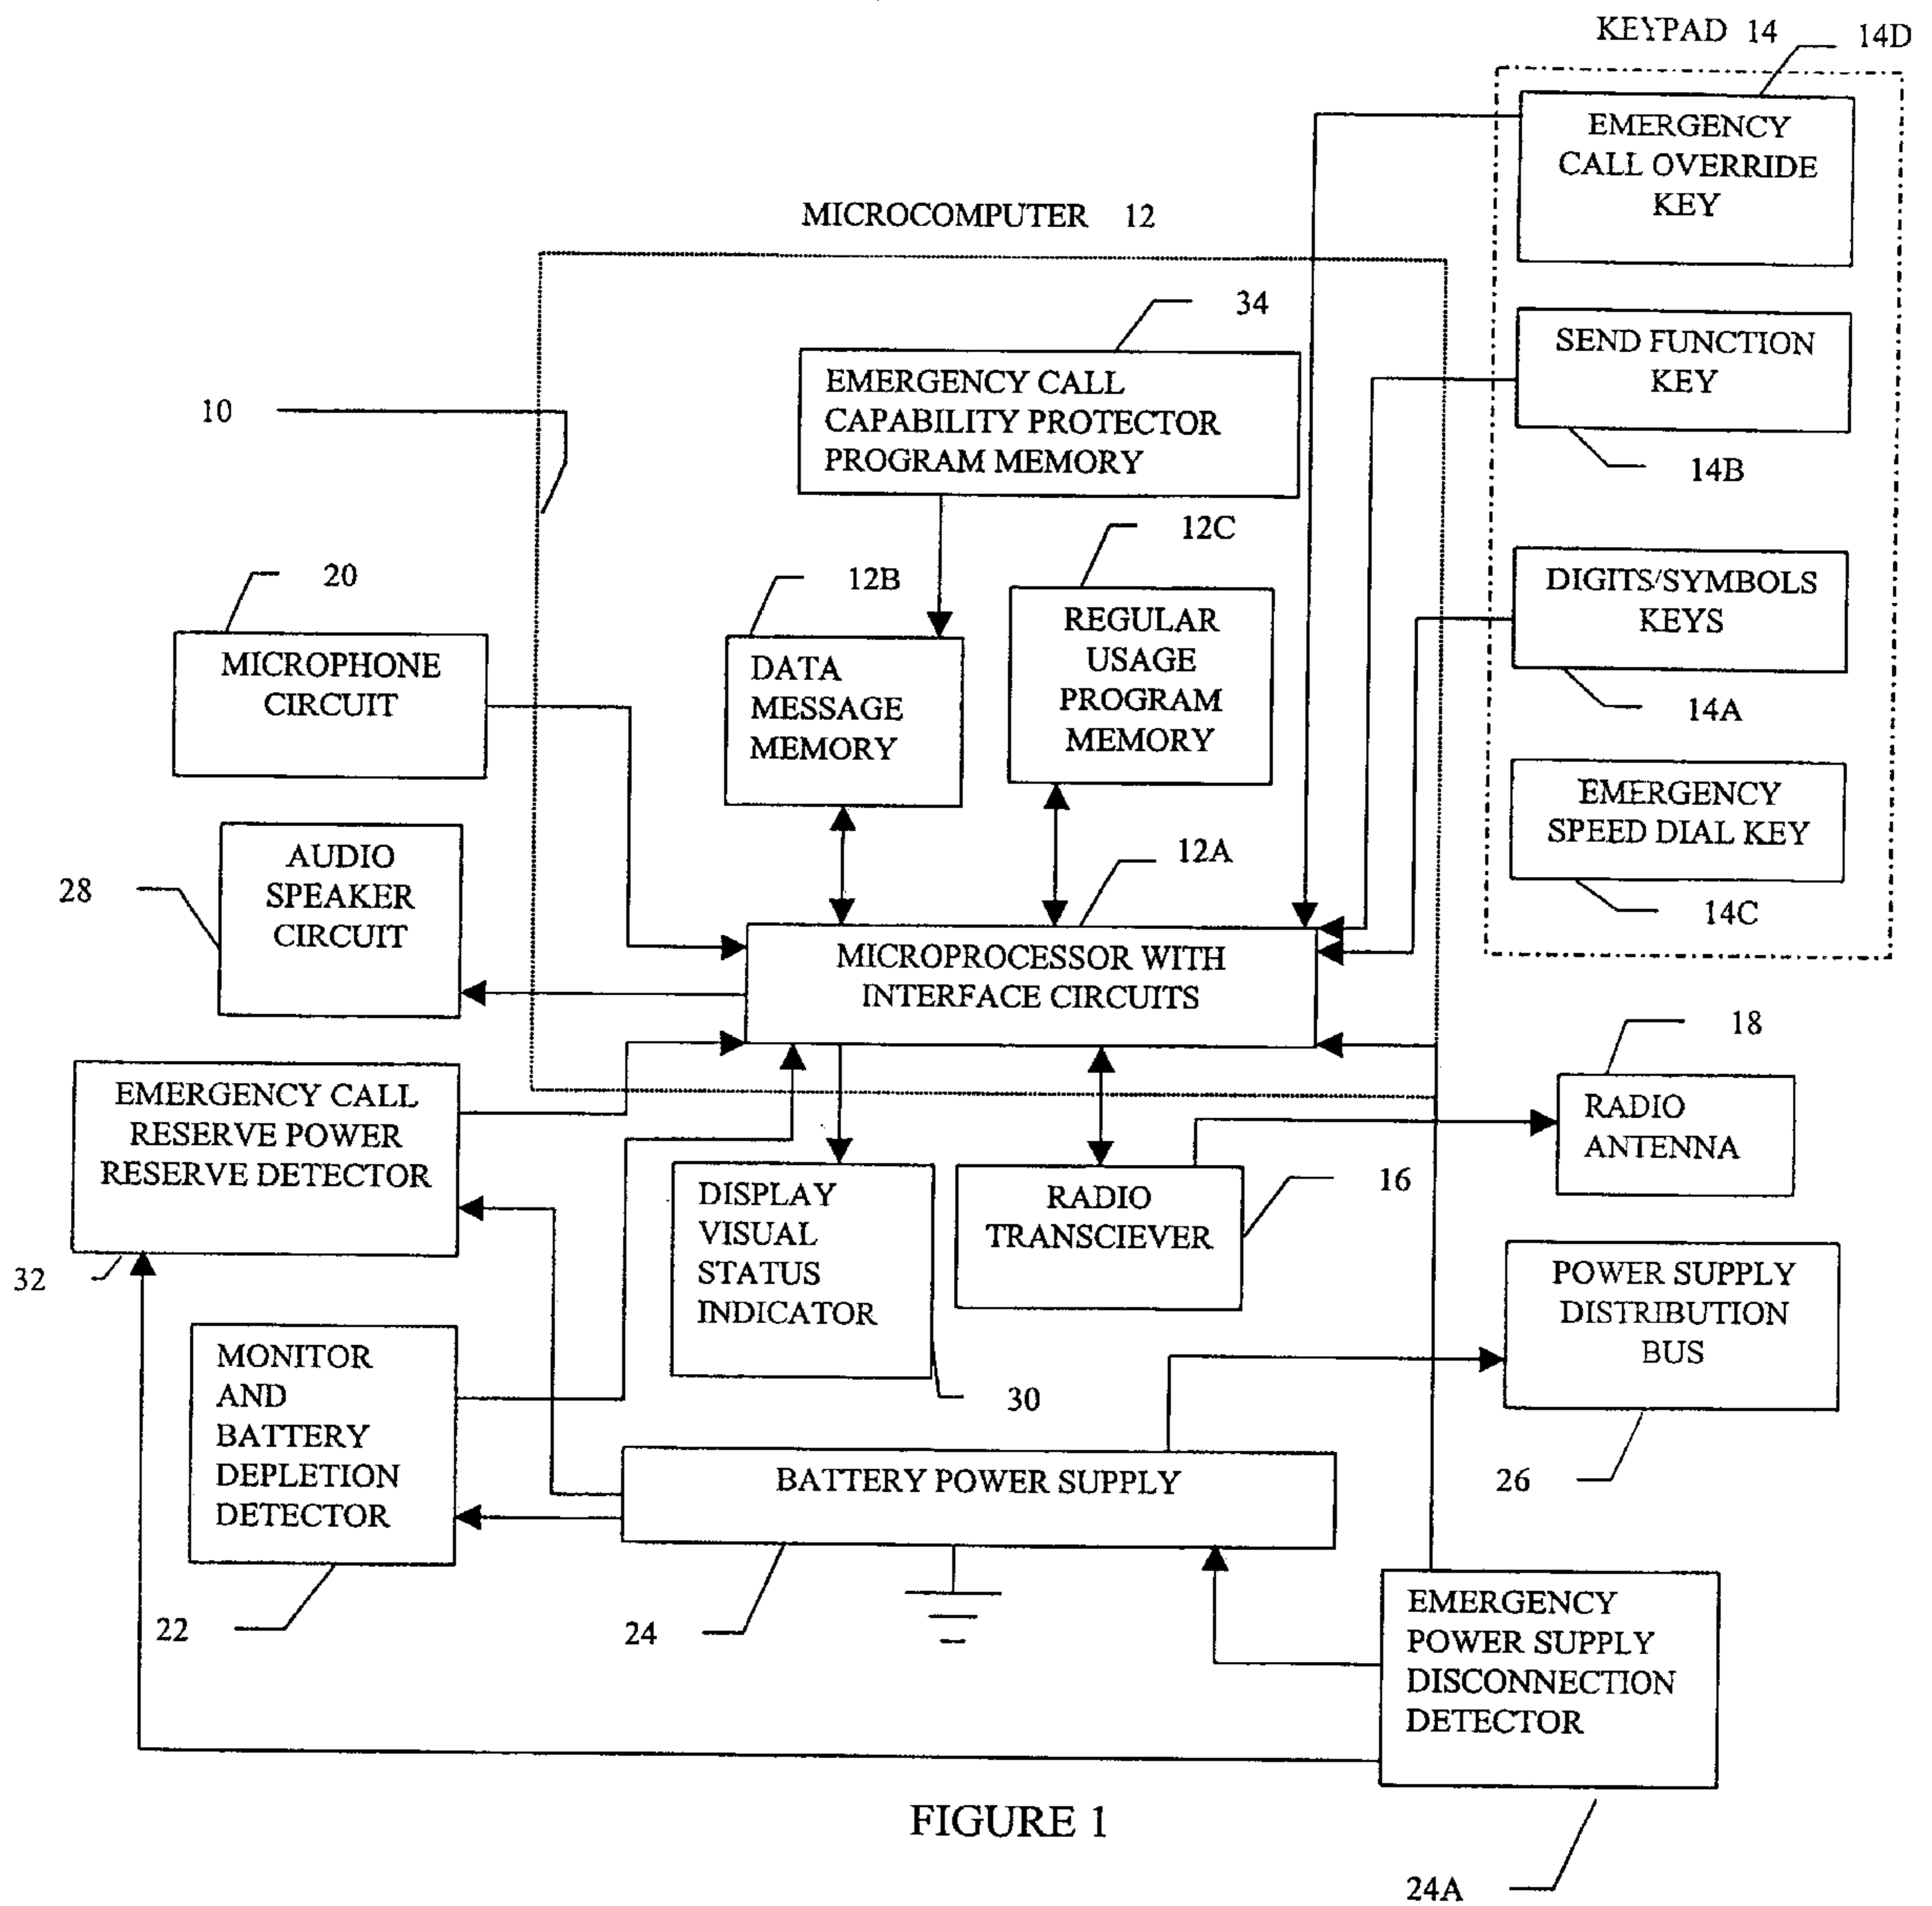 KEYPAD 14
14D
EMERGENCY
CALL OVERRIDE
KEY
MICROCOMPUTER 12
34
SEND FUNCTION
KEY
14B
EMERGENCY CALL
CAPABILITY PROTECTOR
PROGRAM MEMORY
10
12C
12B
20
DIGITS/SYMBOLS
KEYS
14A
REGULAR
USAGE
PROGRAM
MEMORY
DATA
MESSAGE
MEMORY
MICROPHONE
CIRCUIT
EMERGENCY
SPEED DIAL KEY
14C
AUDIO
SPEAKER
CIRCUIT
28
12A
MICROPROCESSOR WITH
INTERFACE CIRCUITS
18
RADIO
ANTENNA
EMERGENCY CALL
RESERVE POWER
RESERVE DETECTOR
32
DISPLAY
VISUAL
STATUS
INDICATOR
30
RADIO
TRANSCIEVER
16
POWER SUPPLY
DISTRIBUTION
BUS
26
MONITOR
AND
BATTERY
DEPLETION
DETECTOR
22
BATTERY POWER SUPPLY
24
EMERGENCY
POWER SUPPLY
DISCONNECTION
DETECTOR
24A
FIGURE 1